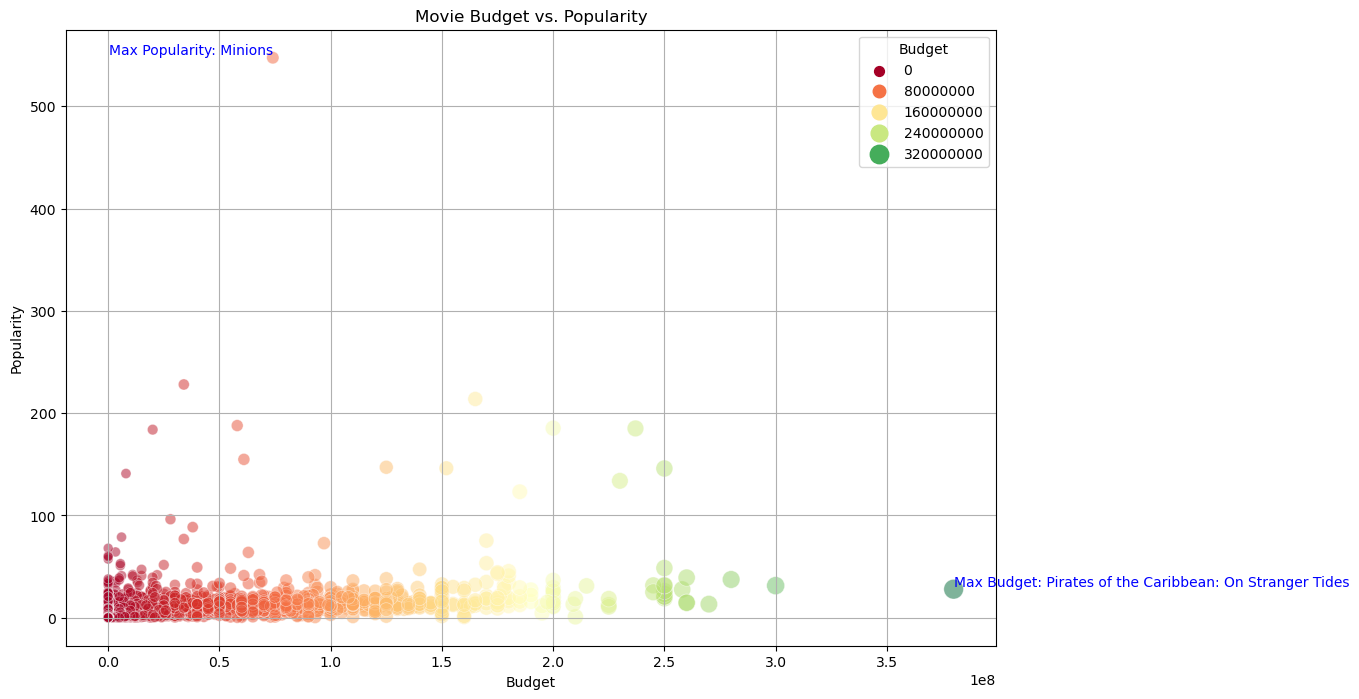 Movie Budget vs. Popularity
Max Popularity: Minions
Budget
0
80000000
160000000
240000000
320000000
500
400
300
200
100
0
Popularity
Max Budget: Pirates of the Caribbean: On Stranger Tides
0.0 0.5 1.0 1.5 2.0 2.5 3.0 3.5
1e8
Budget